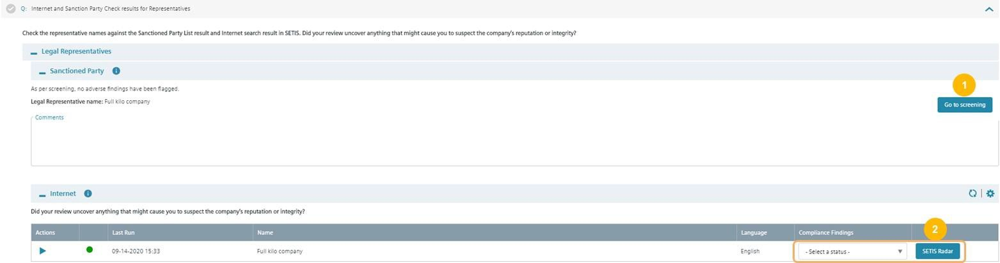 Q: Internet and Sanction Party Check results for Representatives
Check the representative names against the Sanctioned Party List result and Internet search result in SETIS. Did your review uncover anything that might cause you to suspect the company's reputation or integrity?
Legal Representatives
Sanctioned Party
As per screening, no adverse findings have been flagged.
1
Legal Representative name: Full kilo company
Go to screening
Comments
Internet
Did your review uncover anything that might cause you to suspect the company's reputation or integrity?
2
Actions Last Run Name Language Compliance Findings
09-14-2020 15:33 Full kilo company English - Select a status - SETIS Radar